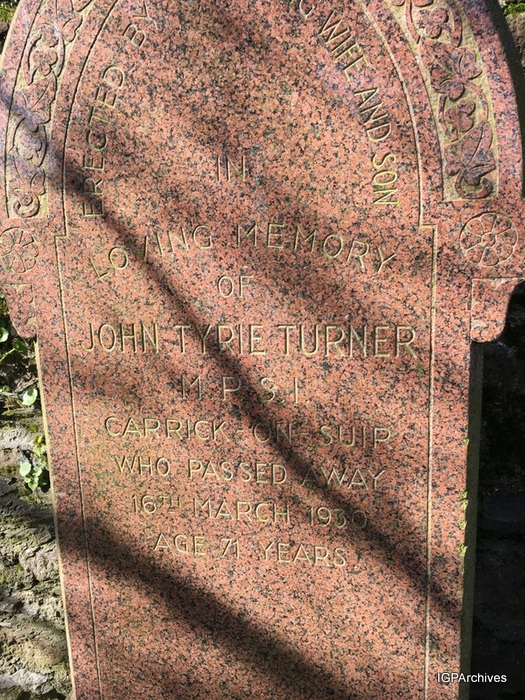 ERECTED BY WIFE AND SON
IN
LOVING MEMORY
OF
JOHN TYRIE TURNER
M P S I
CARRICK-ON-SUIR
WHO PASSED AWAY
16TH MARCH 1930
AGE 71 YEARS.
IGPArchives